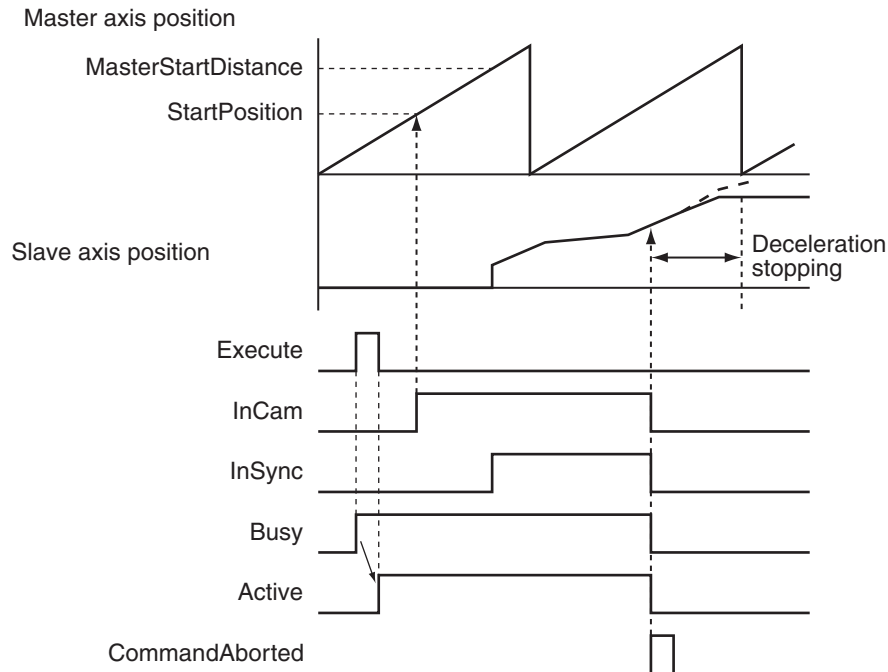 Master axis position
MasterStartDistance
StartPosition
Slave axis position
Deceleration
stopping
Execute
InCam
InSync
Busy
Active
CommandAborted